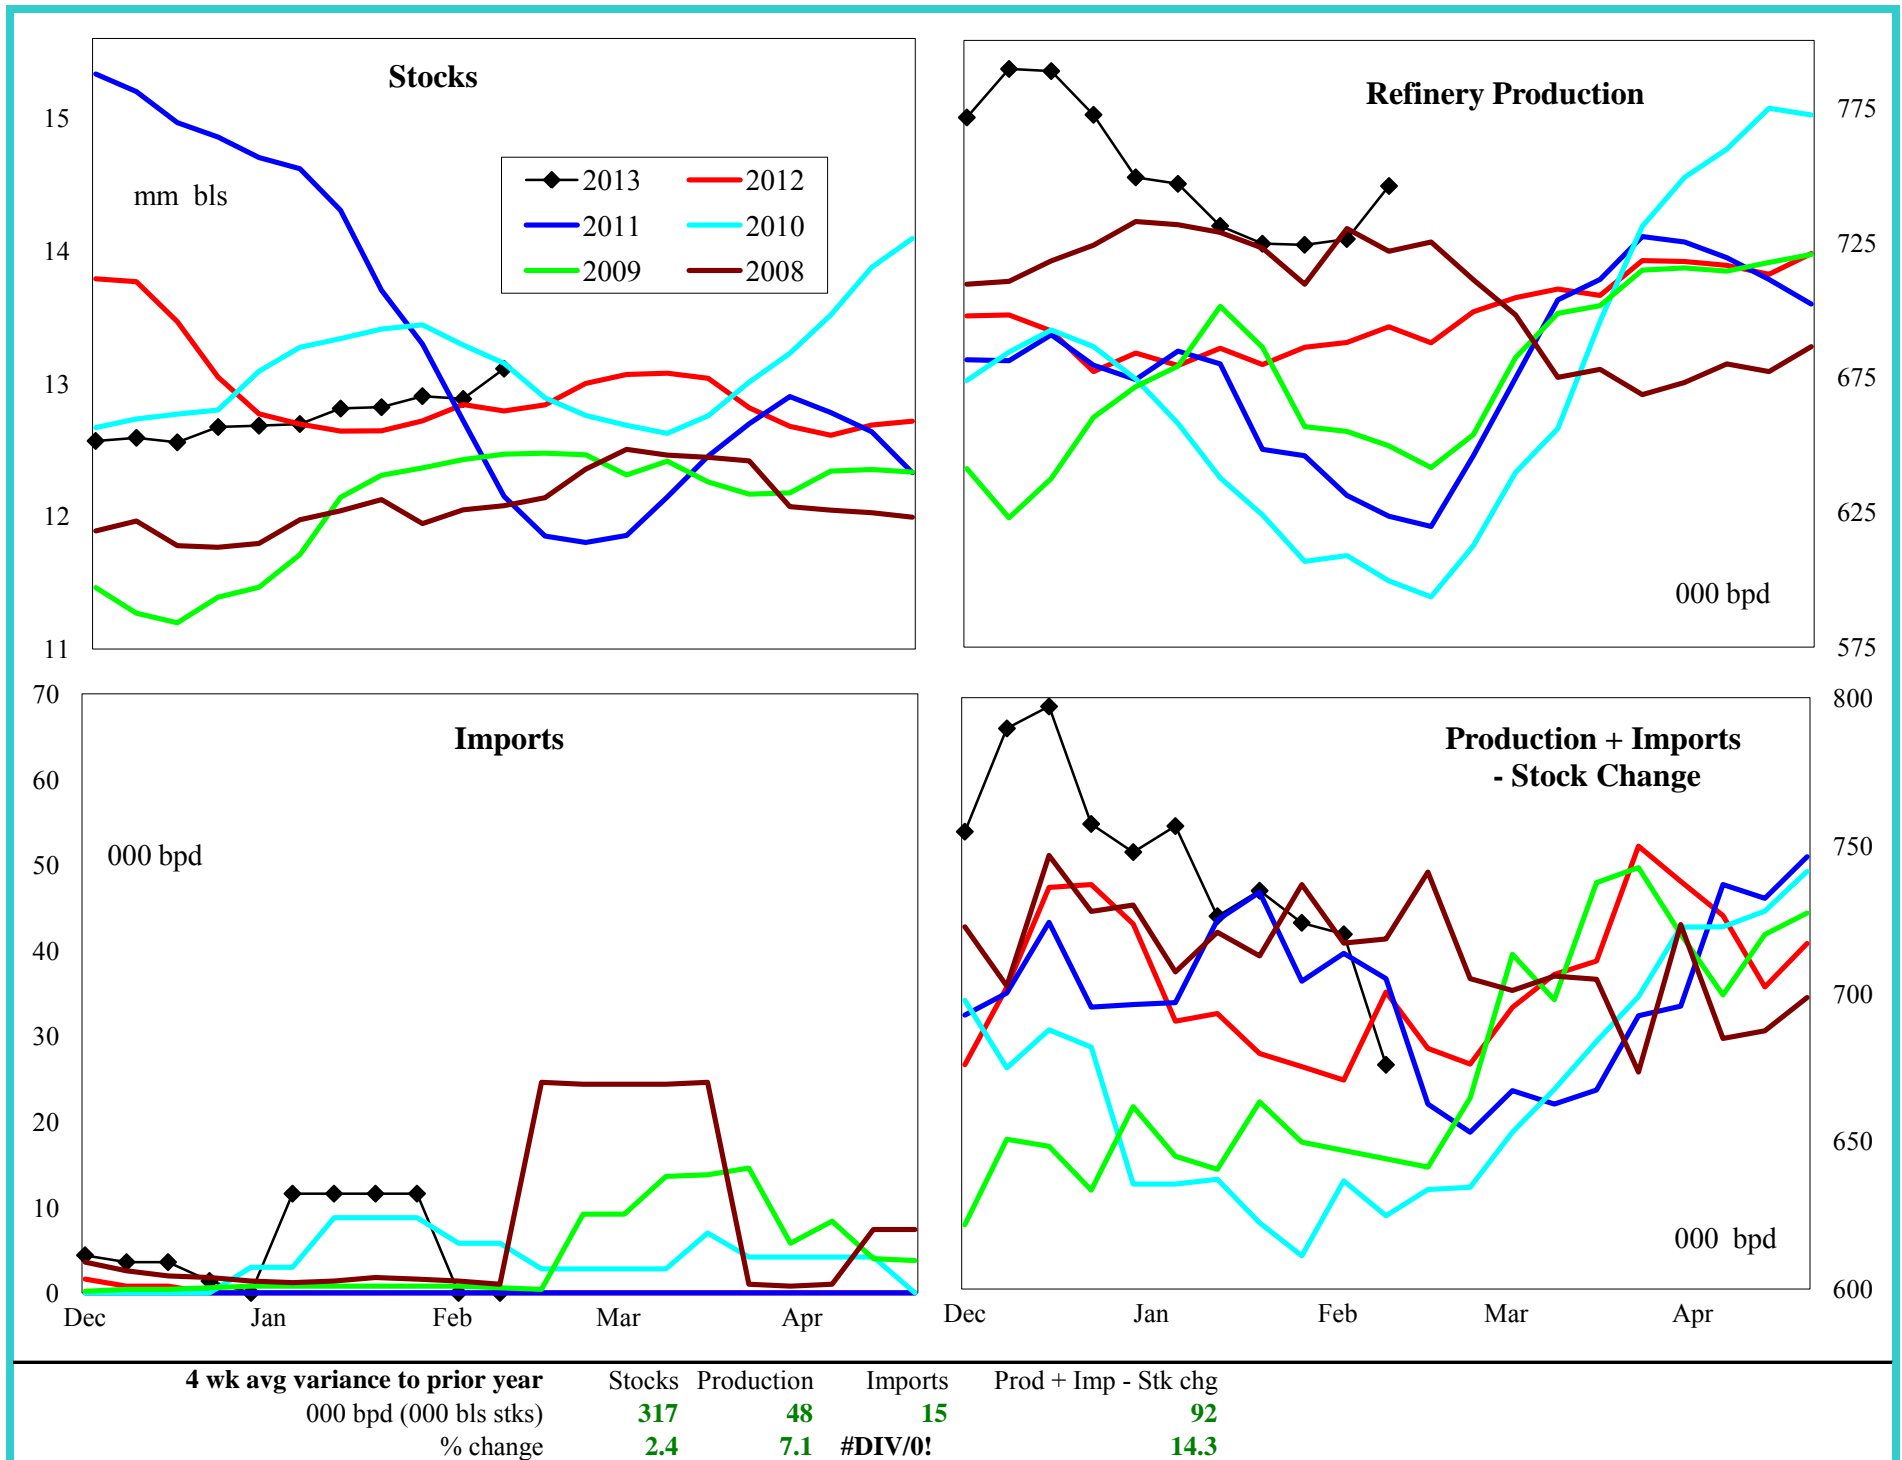 Stocks
15
mm bls
14
13
12
11
2013
2012
2011
2010
2009
2008
Refinery Production
775
725
675
625
000 bpd
575
70
Imports
60
000 bpd
50
40
30
20
10
0
Dec Jan Feb Mar Apr
800
Production + Imports
- Stock Change
750
700
650
000 bpd
600
Dec Jan Feb Mar Apr
4 wk avg variance to prior year Stocks Production Imports Prod + Imp - Stk chg
000 bpd (000 bls stks) 317 48 15 92
% change 2.4 7.1 #DIV/0! 14.3